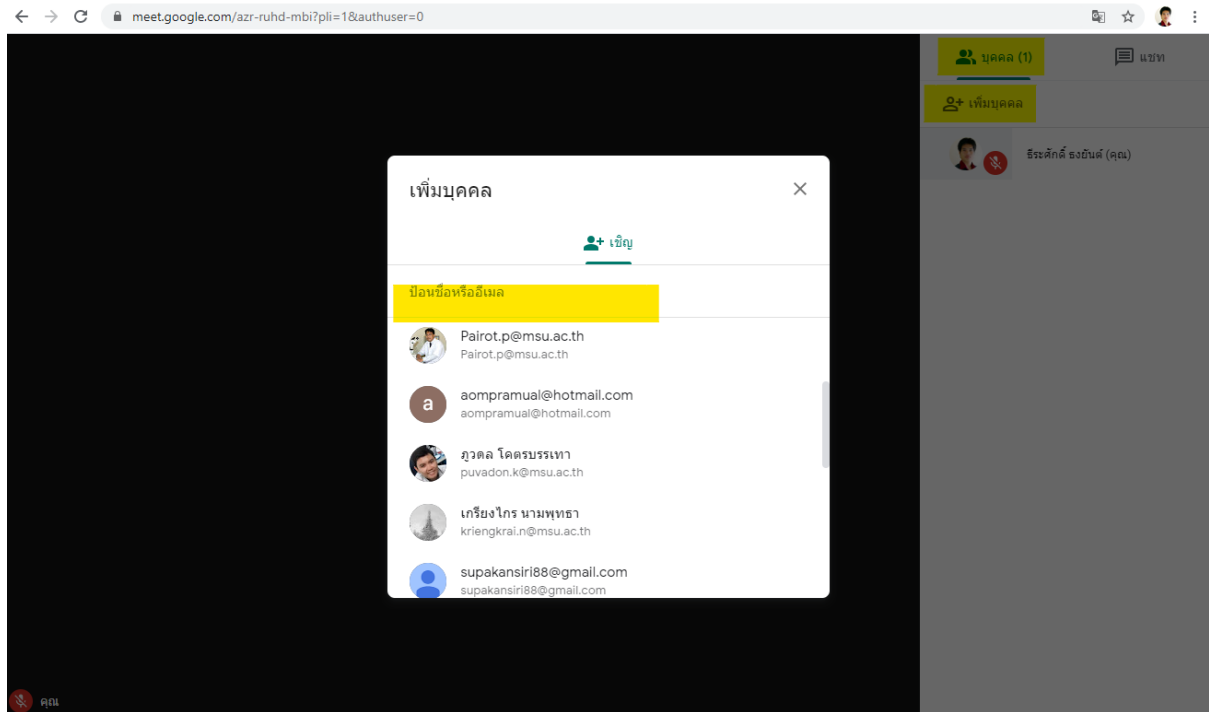 meet.google.com/azr-ruhd-mbi?pli=1&authuser=0
บุคคล (1)
แชท
เพิ่มบุคคล
ธีระศักดิ์ ธงยันต์ (คุณ)
เพิ่มบุคคล
เชิญ
ป้อนชื่อหรืออีเมล
Pairot.p@msu.ac.th
Pairot.p@msu.ac.th
a
aompramual@hotmail.com
aompramual@hotmail.com
ภูวดล โคตรบรรเทา
puvadon.k@msu.ac.th
เกรียงไกร นามพุทธา
kriengkrai.n@msu.ac.th
supakansiri88@gmail.com
supakansiri88@gmail.com
คุณ